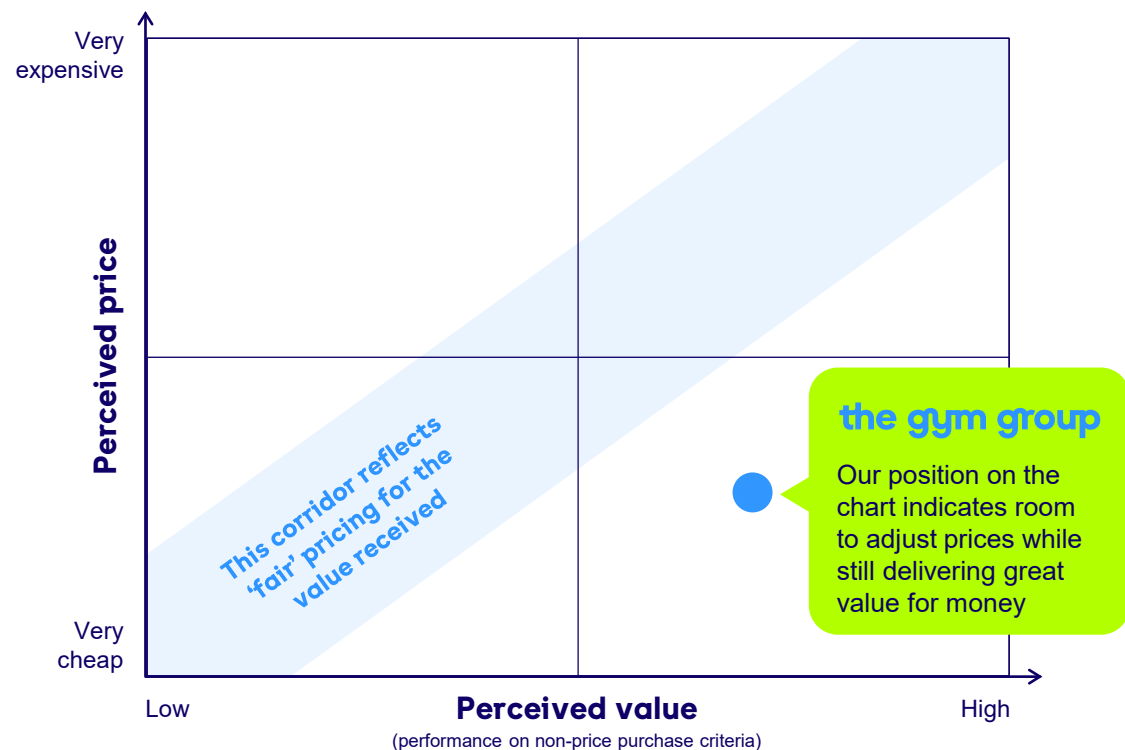 Very
expensive
Perceived price
This corridor reflects
‘fair’ pricing for the
value received
the gym group
Our position on the
chart indicates room
to adjust prices while
still delivering great
value for money
Very
cheap
Low
Perceived value
High
(performance on non-price purchase criteria)